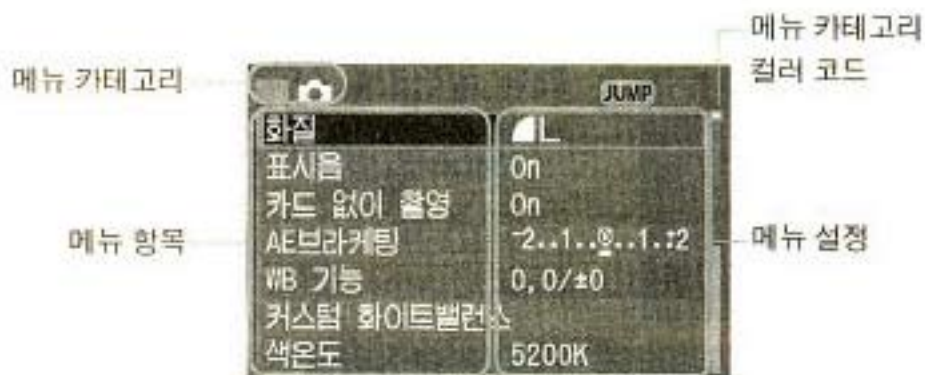 메뉴 카테고리
컬러 코드
메뉴 카테고리
JUMP
화질 L
표시음 On
카드 없이 촬영 On
AE브라케팅 -2..1..0..1.:2
WB 기능 0,0/±0
커스텀 화이트밸런스
색온도 5200K
메뉴 항목
메뉴 설정